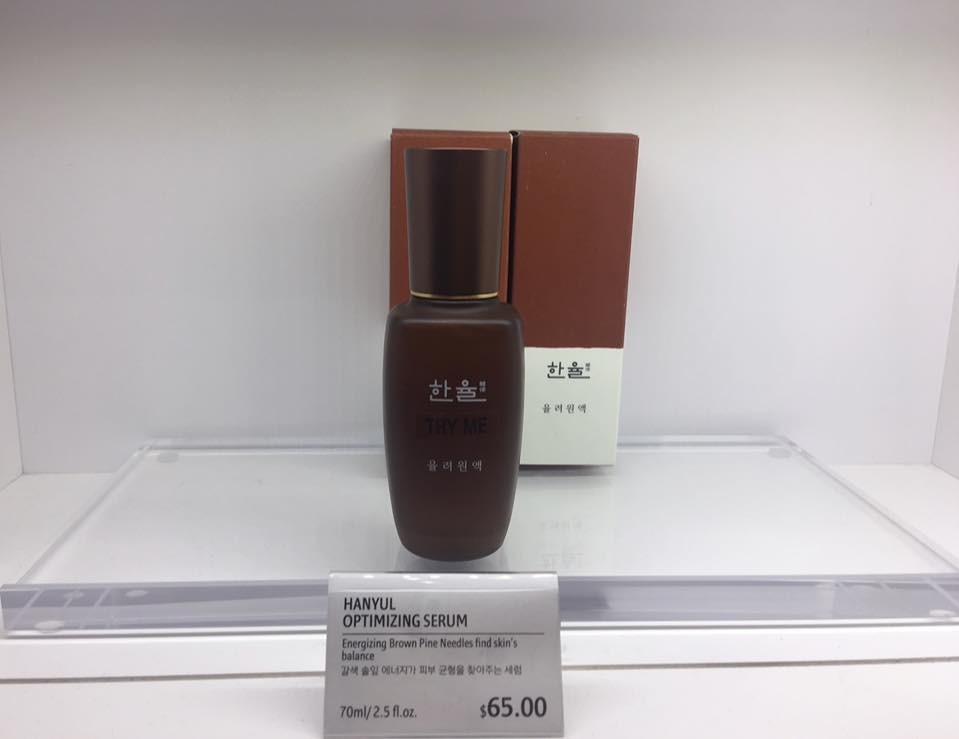 한율
율려원액
한율
TRY ME
율려원액
HANYUL
OPTIMIZING SERUM
Energizing Brown Pine Needles find skin's
balance
갈색 솔잎 에너지가 피부 균형을 찾아주는 세럼
70ml/ 2.5 fl.oz. $65.00